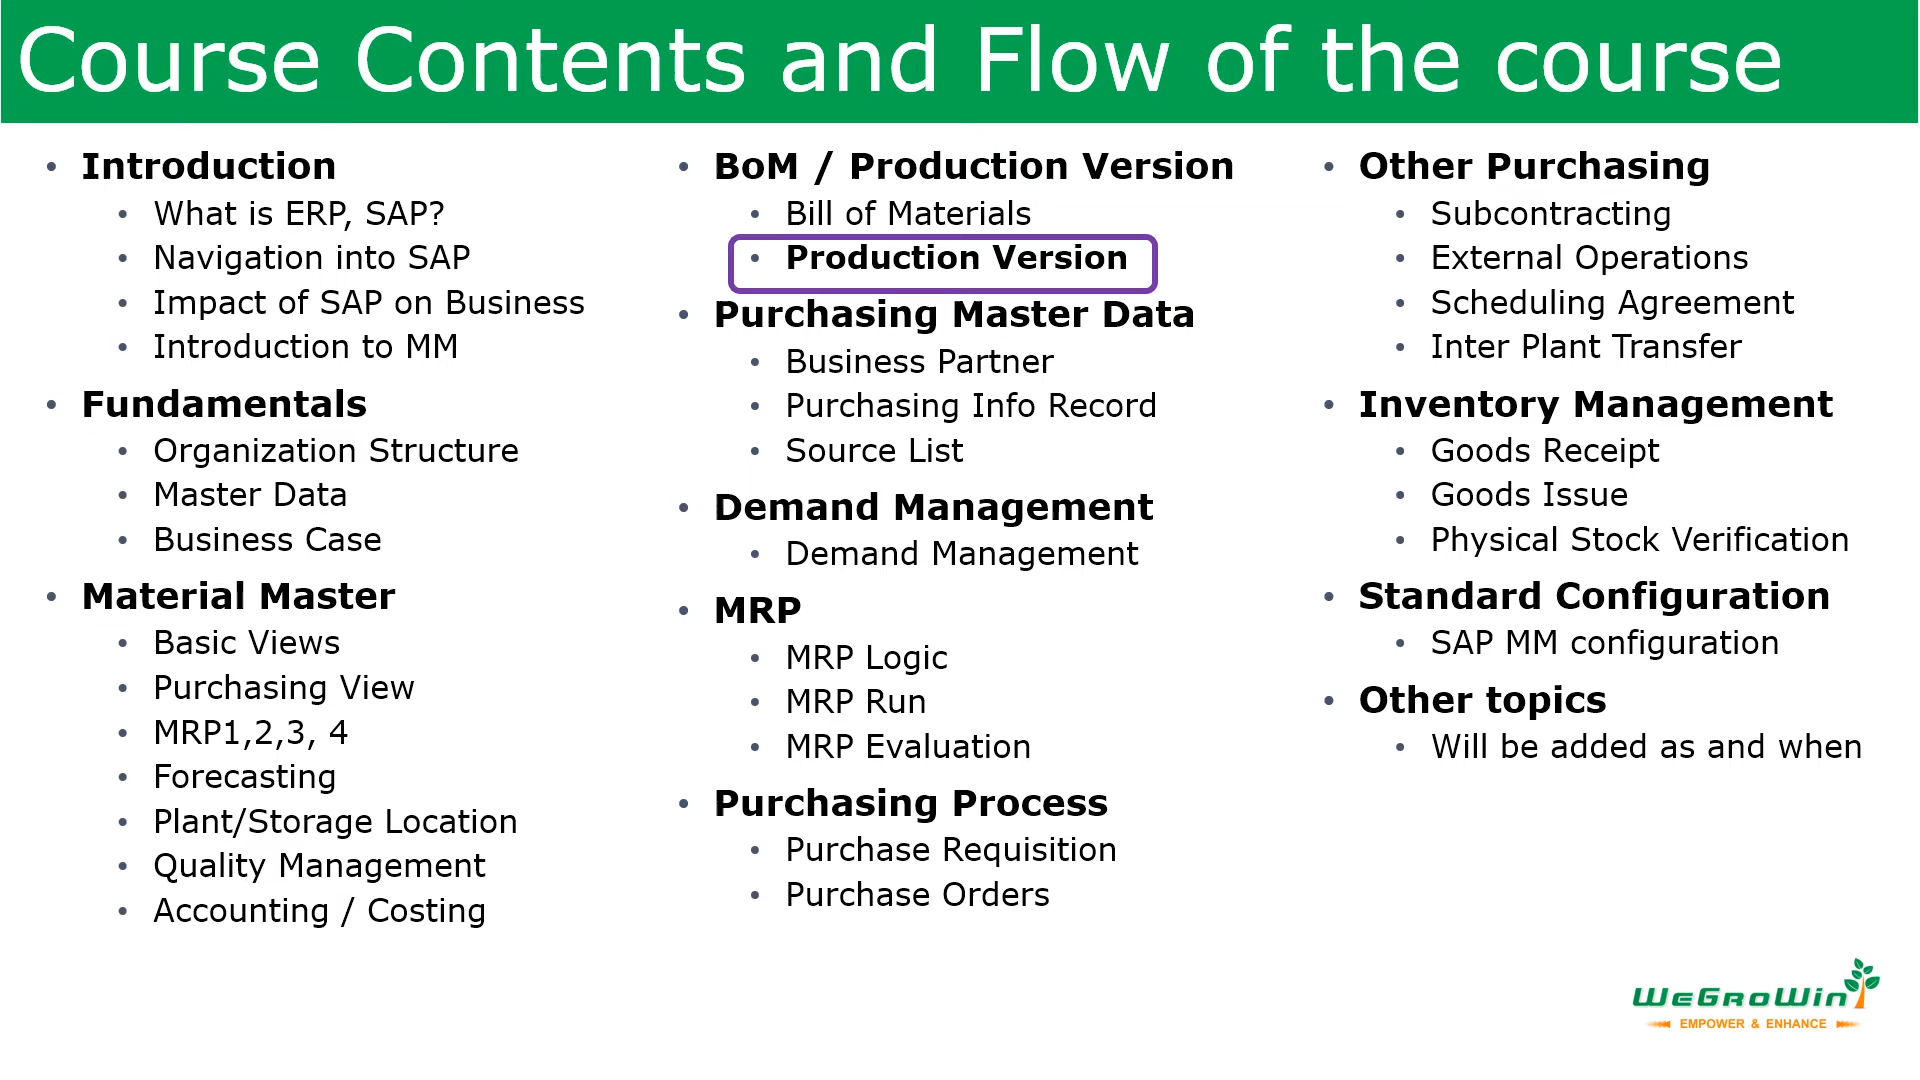 Course Contents and Flow of the course
• Introduction
• What is ERP, SAP?
• Navigation into SAP
• Impact of SAP on Business
• Introduction to MM
• Fundamentals
• Organization Structure
• Master Data
• Business Case
• Material Master
• Basic Views
• Purchasing View
• MRP1,2,3, 4
• Forecasting
• Plant/Storage Location
• Quality Management
• Accounting / Costing
• BoM / Production Version
• Bill of Materials
• Production Version
• Purchasing Master Data
• Business Partner
• Purchasing Info Record
• Source List
• Demand Management
• Demand Management
• MRP
• MRP Logic
• MRP Run
• MRP Evaluation
• Purchasing Process
• Purchase Requisition
• Purchase Orders
• Other Purchasing
• Subcontracting
• External Operations
• Scheduling Agreement
• Inter Plant Transfer
• Inventory Management
• Goods Receipt
• Goods Issue
• Physical Stock Verification
• Standard Configuration
• SAP MM configuration
• Other topics
• Will be added as and when
WeGroWin
EMPOWER & ENHANCE